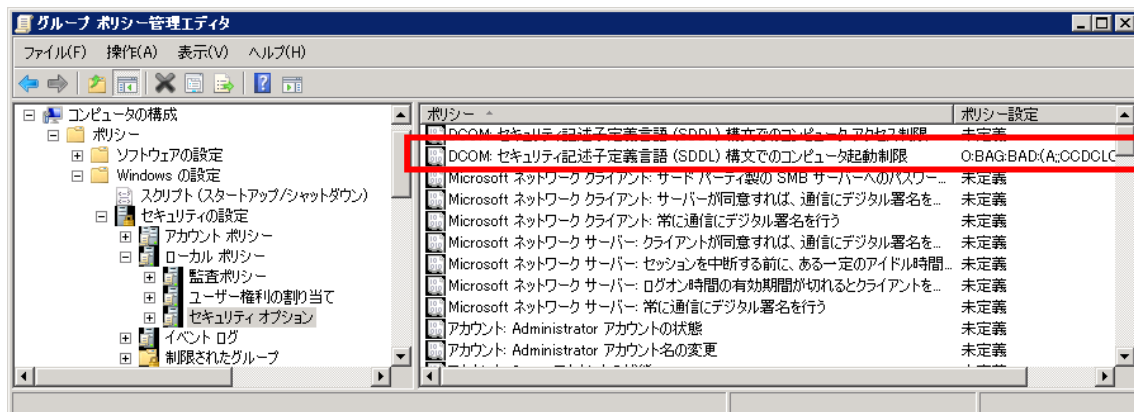 グループ ポリシー管理エディタ
ファイル(F) 操作(A) 表示(V) ヘルプ(H)
コンピュータの構成
ポリシー
ソフトウェアの設定
Windows の設定
スクリプト (スタートアップ/シャットダウン)
セキュリティの設定
アカウント ポリシー
ローカル ポリシー
監査ポリシー
ユーザー権利の割り当て
セキュリティ オプション
イベント ログ
制限されたグループ
ポリシー ポリシー設定
DCOM: セキュリティ記述子定義言語 (SDDL) 構文でのコンピュータ アクセス制限 未定義
DCOM: セキュリティ記述子定義言語 (SDDL) 構文でのコンピュータ起動制限 O:BAG:BAD:(A;;CCDCLC
Microsoft ネットワーク クライアント: サード パーティ製の SMB サーバーへのパスワー... 未定義
Microsoft ネットワーク クライアント: サーバーが同意すれば、通信にデジタル署名を... 未定義
Microsoft ネットワーク クライアント: 常に通信にデジタル署名を行う 未定義
Microsoft ネットワーク サーバー: クライアントが同意すれば、通信にデジタル署名を... 未定義
Microsoft ネットワーク サーバー: セッションを中断する前に、ある一定のアイドル時間... 未定義
Microsoft ネットワーク サーバー: ログオン時間の有効期間が切れるとクライアントを... 未定義
Microsoft ネットワーク サーバー: 常に通信にデジタル署名を行う 未定義
アカウント: Administrator アカウントの状態 未定義
アカウント: Administrator アカウント名の変更 未定義